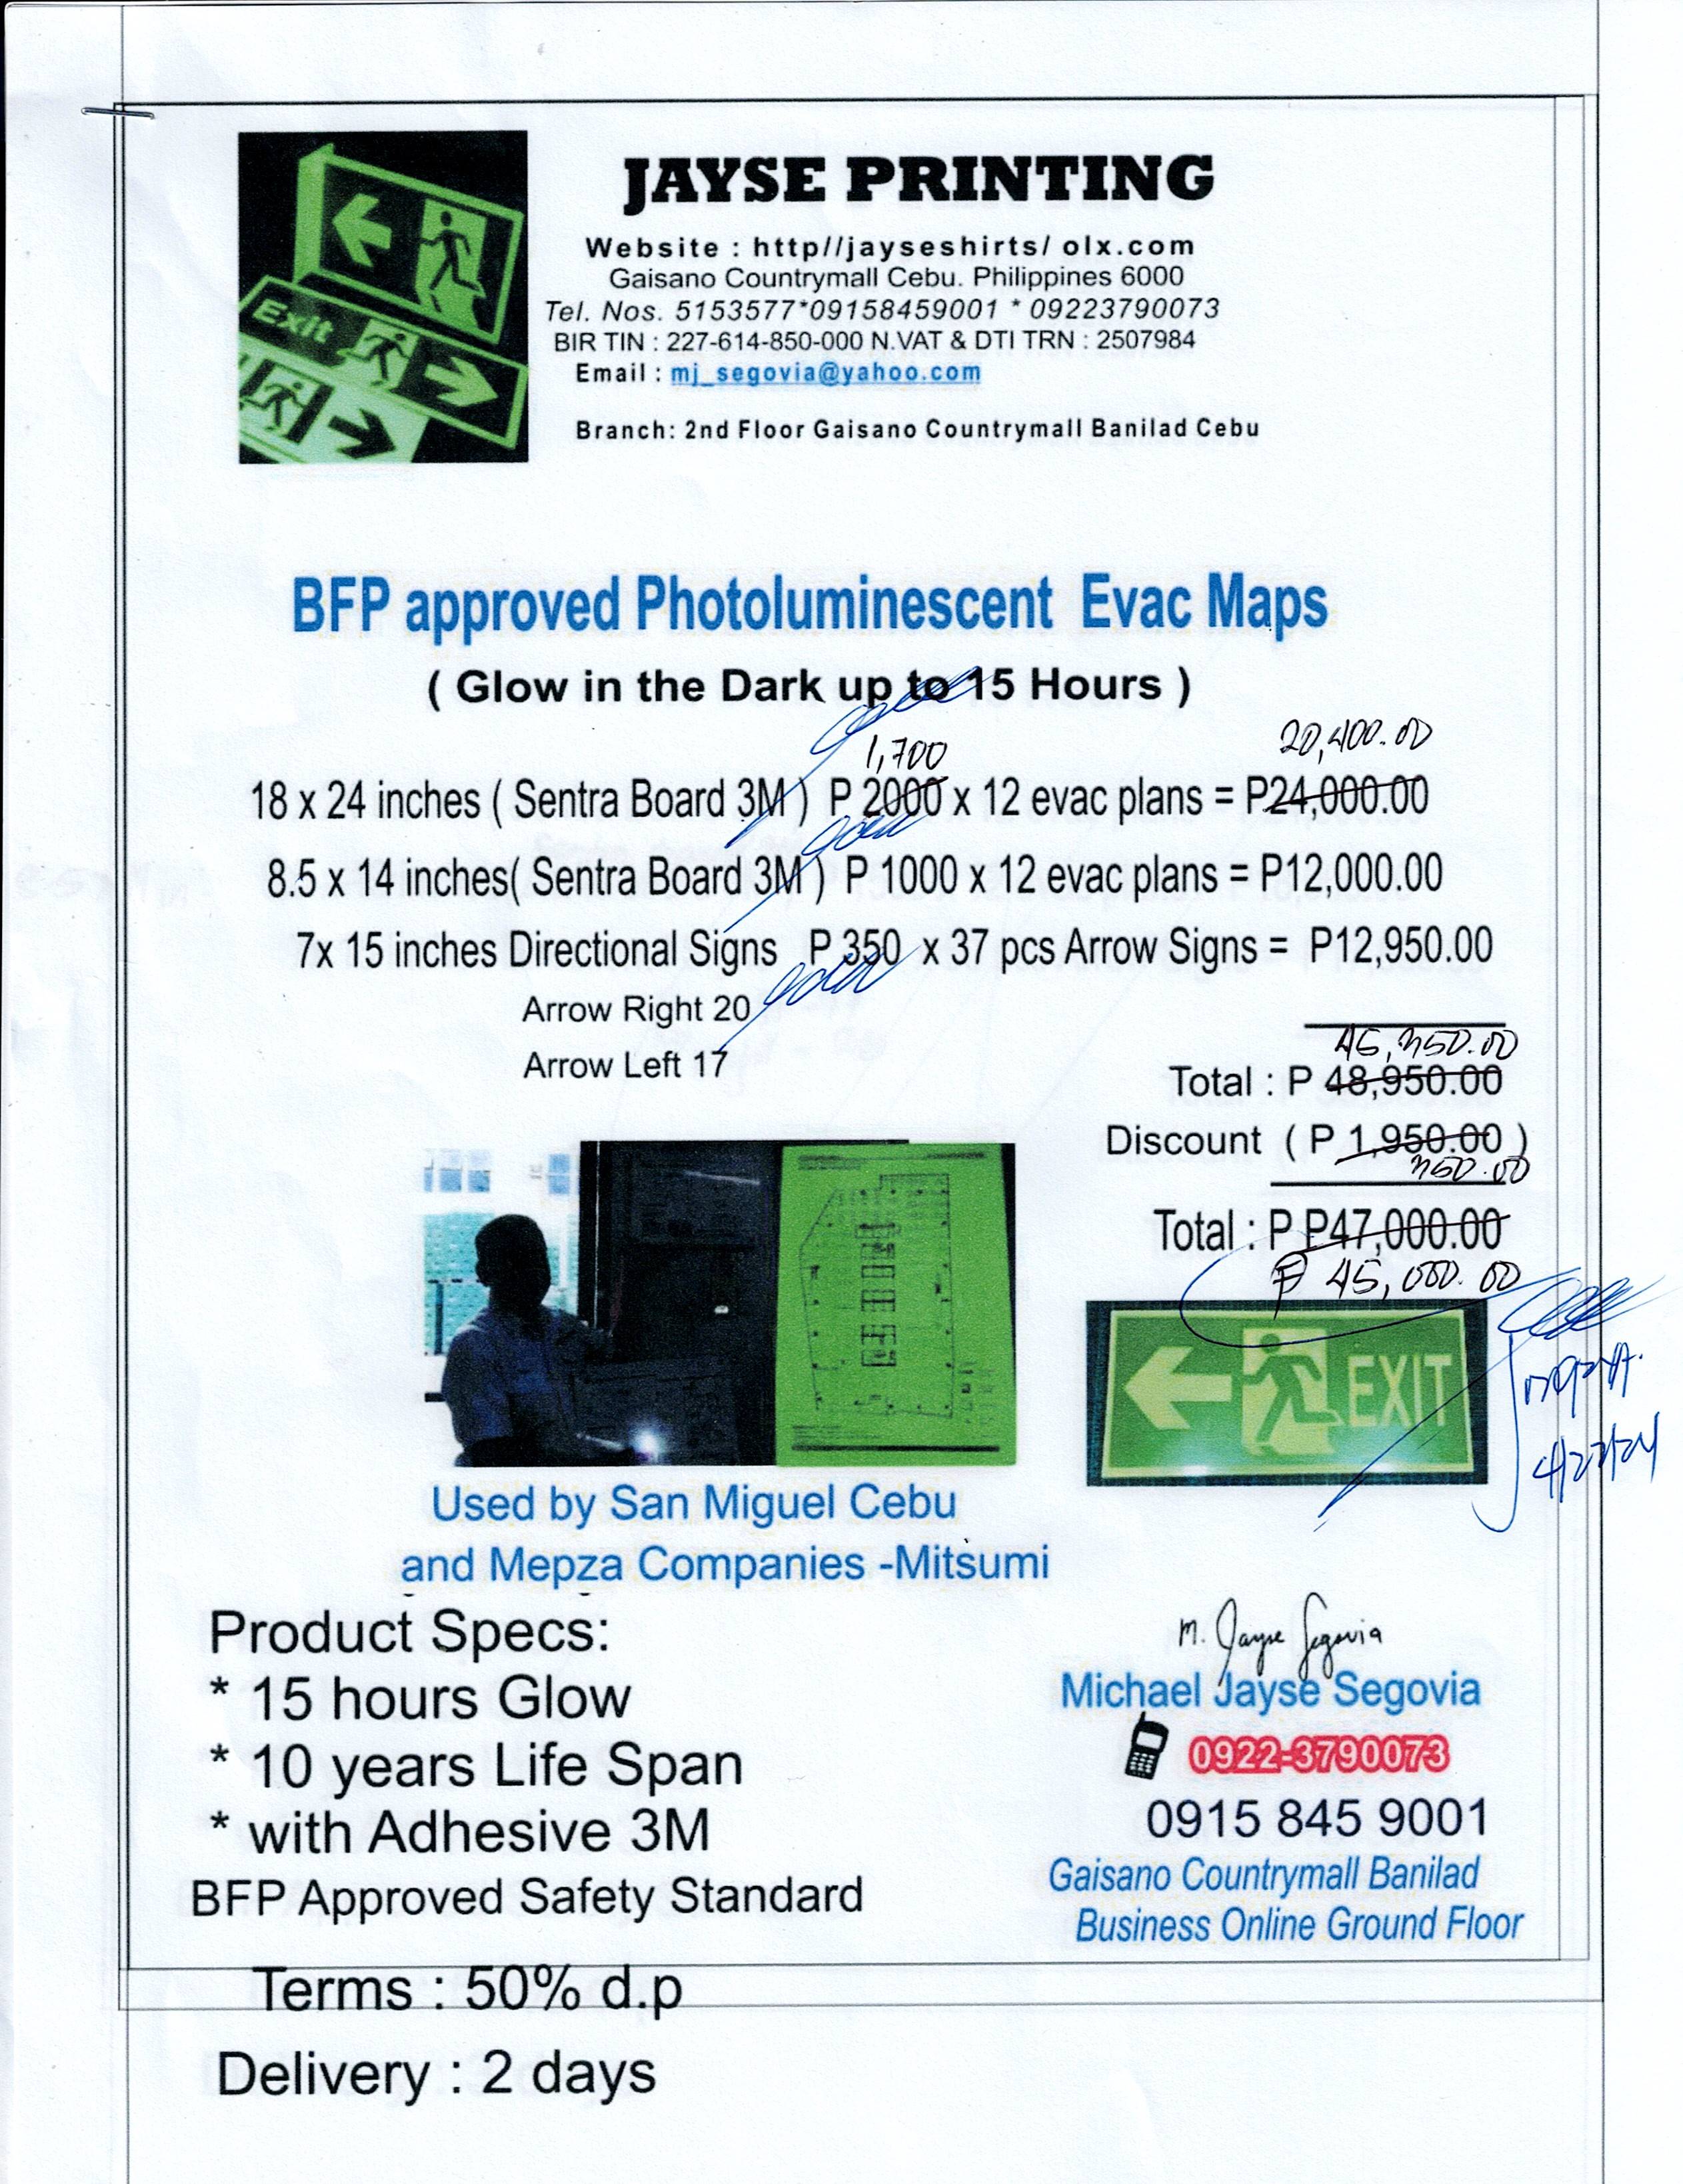 JAYSE PRINTING
Website : http//jayseshirts/ olx.com
Gaisano Countrymall Cebu. Philippines 6000
Tel. Nos. 5153577*09158459001 * 09223790073
BIR TIN : 227-614-850-000 N.VAT & DTI TRN : 2507984
Email : mj_segovia@yahoo.com
Branch: 2nd Floor Gaisano Countrymall Banilad Cebu
Exit
BFP approved Photoluminescent Evac Maps
( Glow in the Dark up to 15 Hours )
1,700 20,400.00
18 x 24 inches ( Sentra Board 3M ) P 2000 x 12 evac plans = P24,000.00
8.5 x 14 inches( Sentra Board 3M ) P 1000 x 12 evac plans = P12,000.00
7x 15 inches Directional Signs P 350 x 37 pcs Arrow Signs = P12,950.00
Arrow Right 20
Arrow Left 17
45,350.00
Total : P 48,950.00
Discount ( P 1,950.00 )
350.00
Total : P P47,000.00
₱ 45,000.00
EXIT
4/22/24
Used by San Miguel Cebu
and Mepza Companies -Mitsumi
Product Specs:
* 15 hours Glow
* 10 years Life Span
* with Adhesive 3M
BFP Approved Safety Standard
M. Jayse Segovia
Michael Jayse Segovia
0922-3790073
0915 845 9001
Gaisano Countrymall Banilad
Business Online Ground Floor
Terms : 50% d.p
Delivery : 2 days